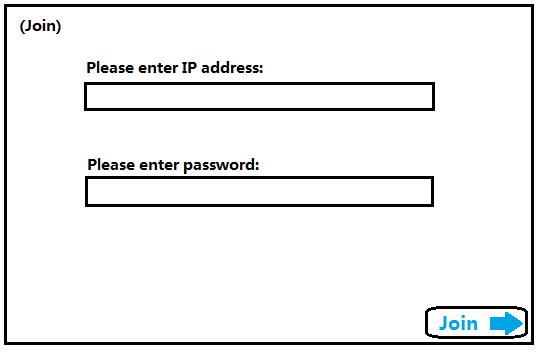 (Join)
Please enter IP address:
Please enter password:
Join